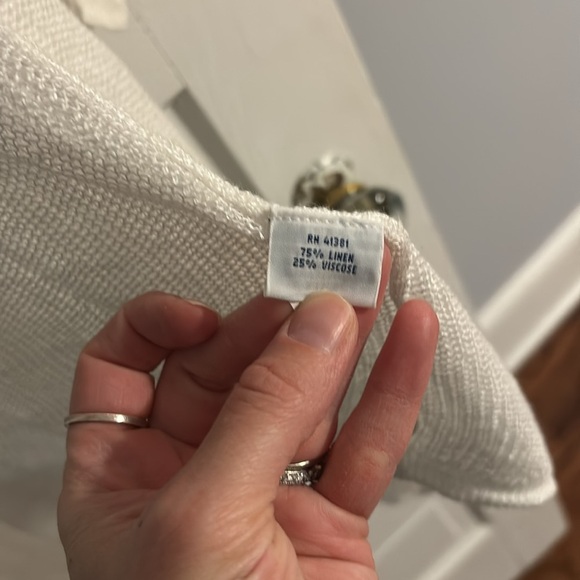 RN 41381
75% LINEN
25% VISCOSE